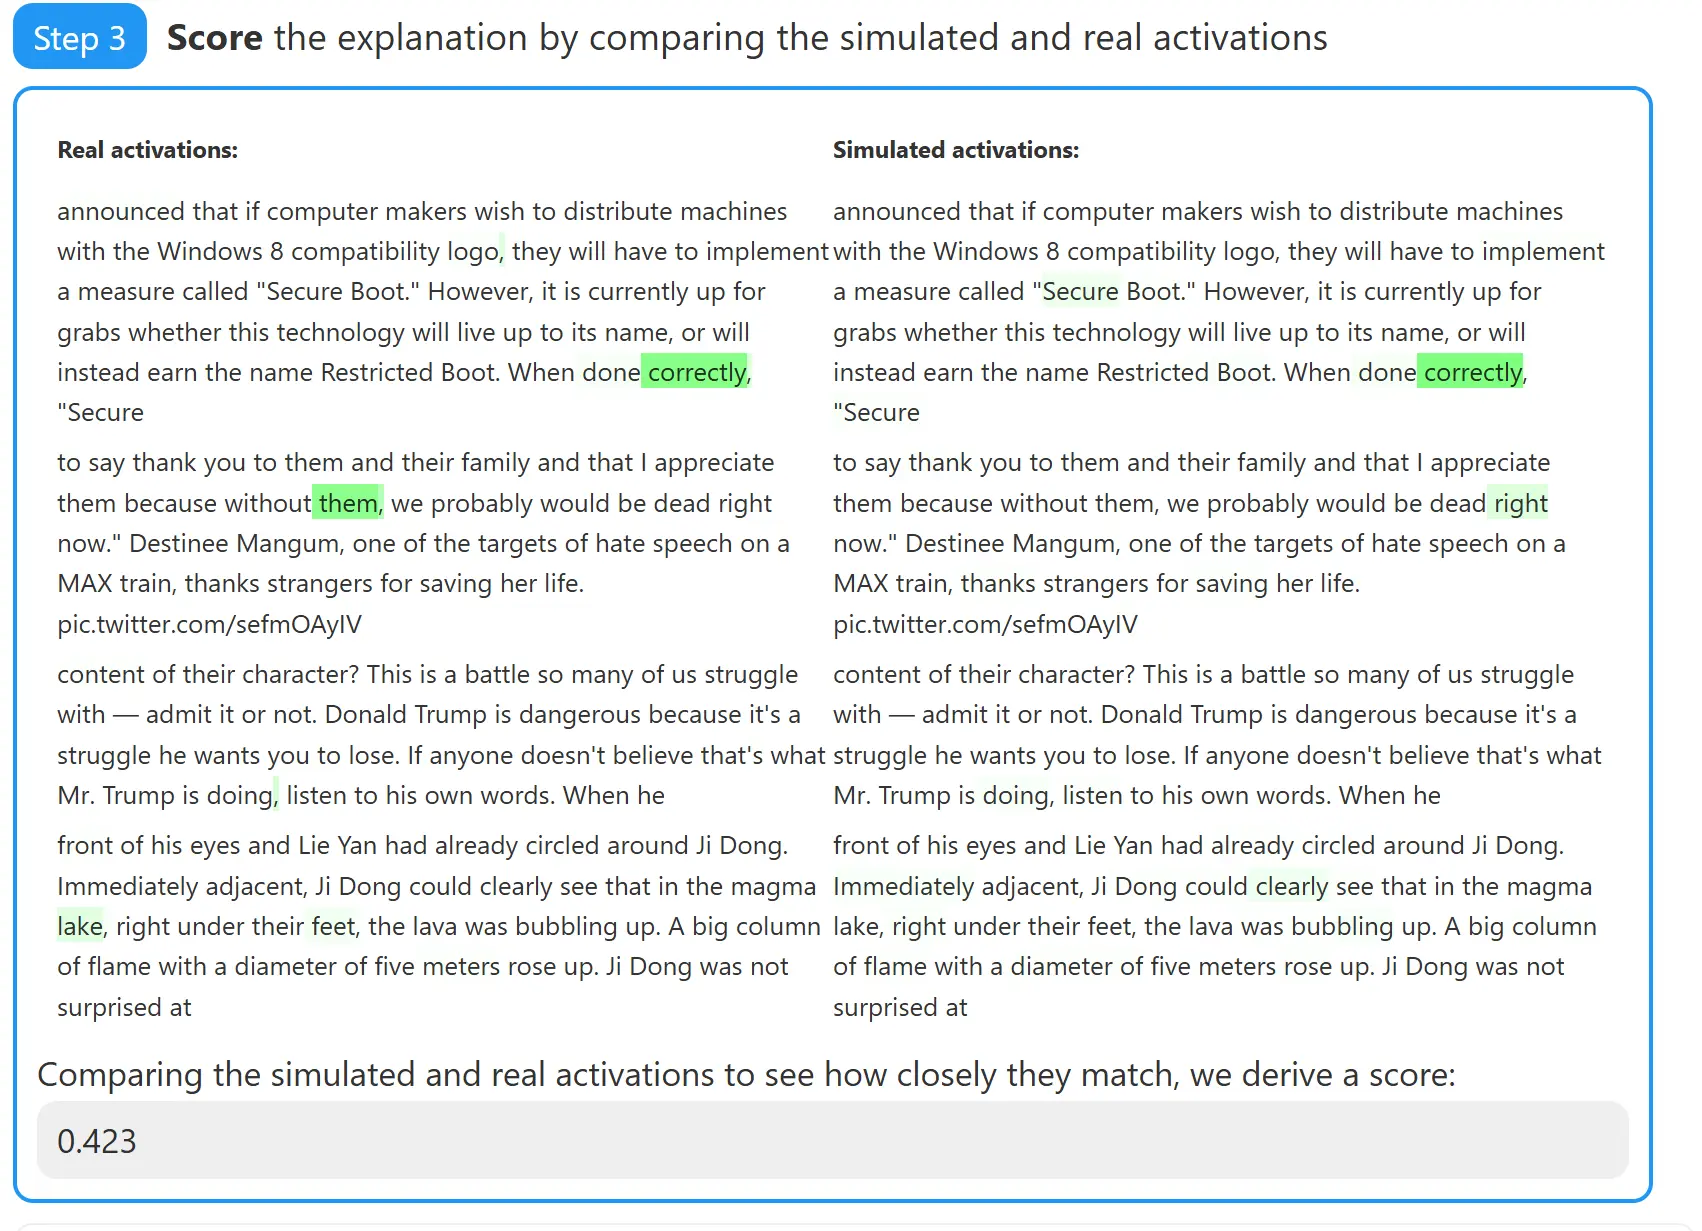 Step 3 Score the explanation by comparing the simulated and real activations
Real activations:
announced that if computer makers wish to distribute machines
with the Windows 8 compatibility logo, they will have to implement
a measure called "Secure Boot." However, it is currently up for
grabs whether this technology will live up to its name, or will
instead earn the name Restricted Boot. When done correctly,
"Secure
to say thank you to them and their family and that I appreciate
them because without them, we probably would be dead right
now." Destinee Mangum, one of the targets of hate speech on a
MAX train, thanks strangers for saving her life.
pic.twitter.com/sefmOAyIV
content of their character? This is a battle so many of us struggle
with — admit it or not. Donald Trump is dangerous because it's a
struggle he wants you to lose. If anyone doesn't believe that's what
Mr. Trump is doing, listen to his own words. When he
front of his eyes and Lie Yan had already circled around Ji Dong.
Immediately adjacent, Ji Dong could clearly see that in the magma
lake, right under their feet, the lava was bubbling up. A big column
of flame with a diameter of five meters rose up. Ji Dong was not
surprised at
Simulated activations:
announced that if computer makers wish to distribute machines
with the Windows 8 compatibility logo, they will have to implement
a measure called "Secure Boot." However, it is currently up for
grabs whether this technology will live up to its name, or will
instead earn the name Restricted Boot. When done correctly,
"Secure
to say thank you to them and their family and that I appreciate
them because without them, we probably would be dead right
now." Destinee Mangum, one of the targets of hate speech on a
MAX train, thanks strangers for saving her life.
pic.twitter.com/sefmOAyIV
content of their character? This is a battle so many of us struggle
with — admit it or not. Donald Trump is dangerous because it's a
struggle he wants you to lose. If anyone doesn't believe that's what
Mr. Trump is doing, listen to his own words. When he
front of his eyes and Lie Yan had already circled around Ji Dong.
Immediately adjacent, Ji Dong could clearly see that in the magma
lake, right under their feet, the lava was bubbling up. A big column
of flame with a diameter of five meters rose up. Ji Dong was not
surprised at
Comparing the simulated and real activations to see how closely they match, we derive a score:
0.423